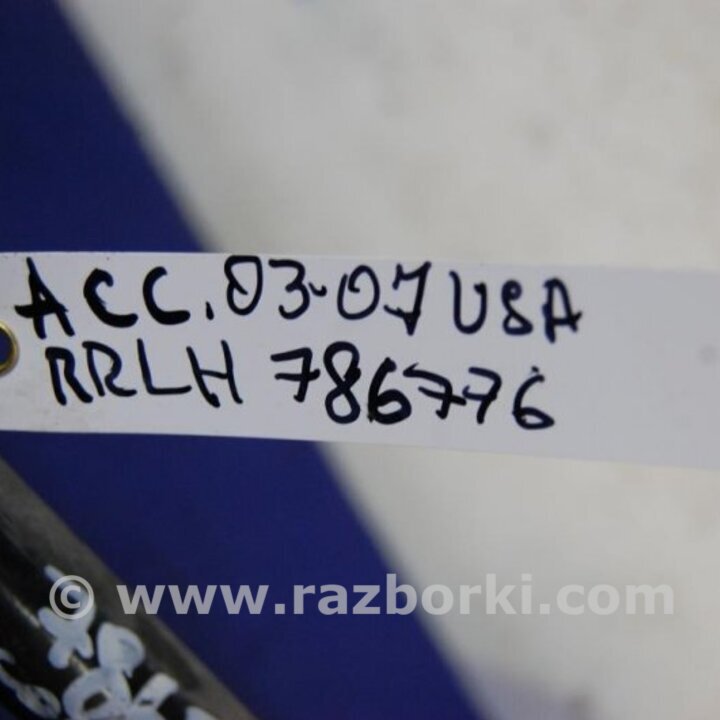 ACC. 03-07 USA
RRLH 786776
© www.razborki.com